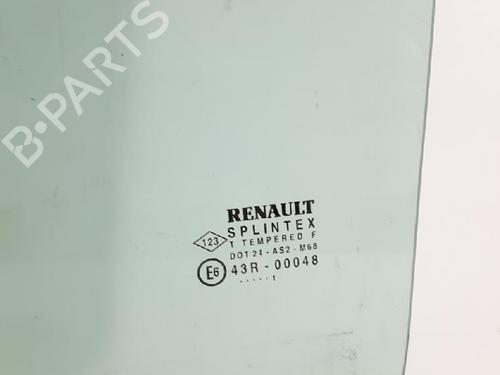 B-PARTS
RENAULT
SPLINTEX
123 T TEMPERED F
DOT 24 - AS2 - M68
E6 43R - 00048
····· 1